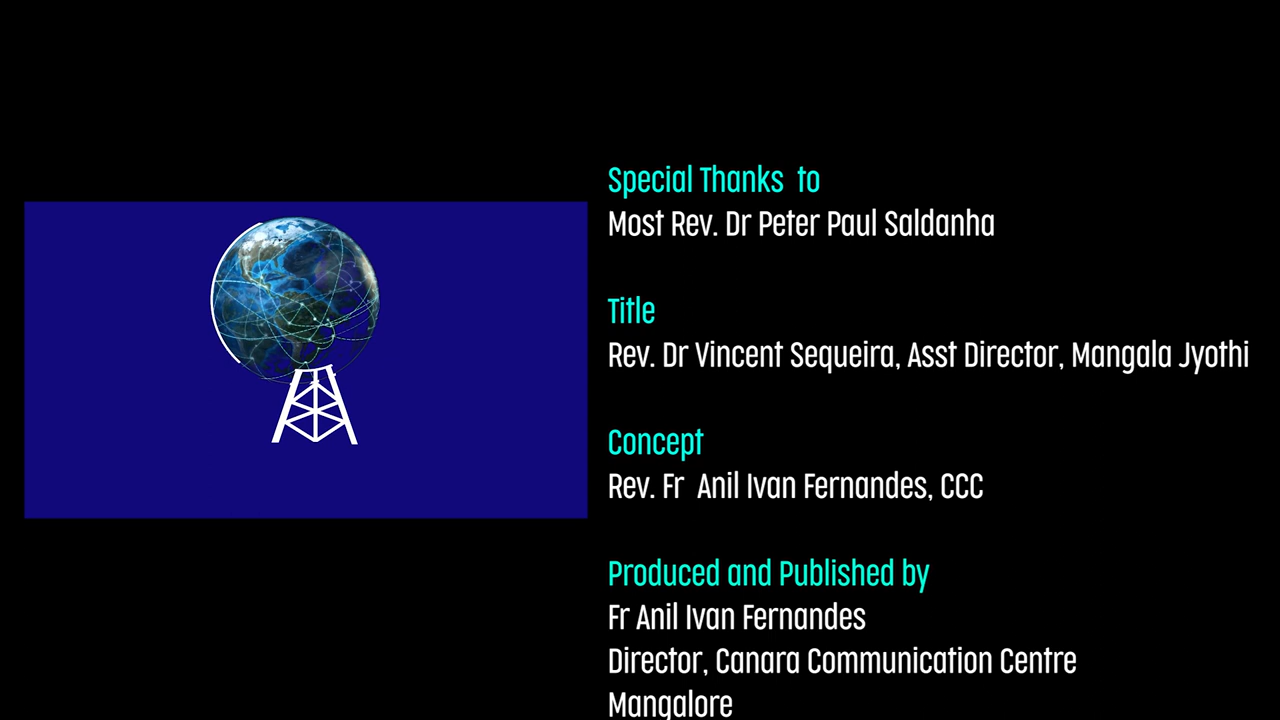 Special Thanks  to
Most Rev. Dr Peter Paul Saldanha
Title
Rev. Dr Vincent Sequeira, Asst Director, Mangala Jyothi
Concept
Rev. Fr  Anil Ivan Fernandes, CCC
Produced and Published by
Fr Anil Ivan Fernandes
Director, Canara Communication Centre
Mangalore